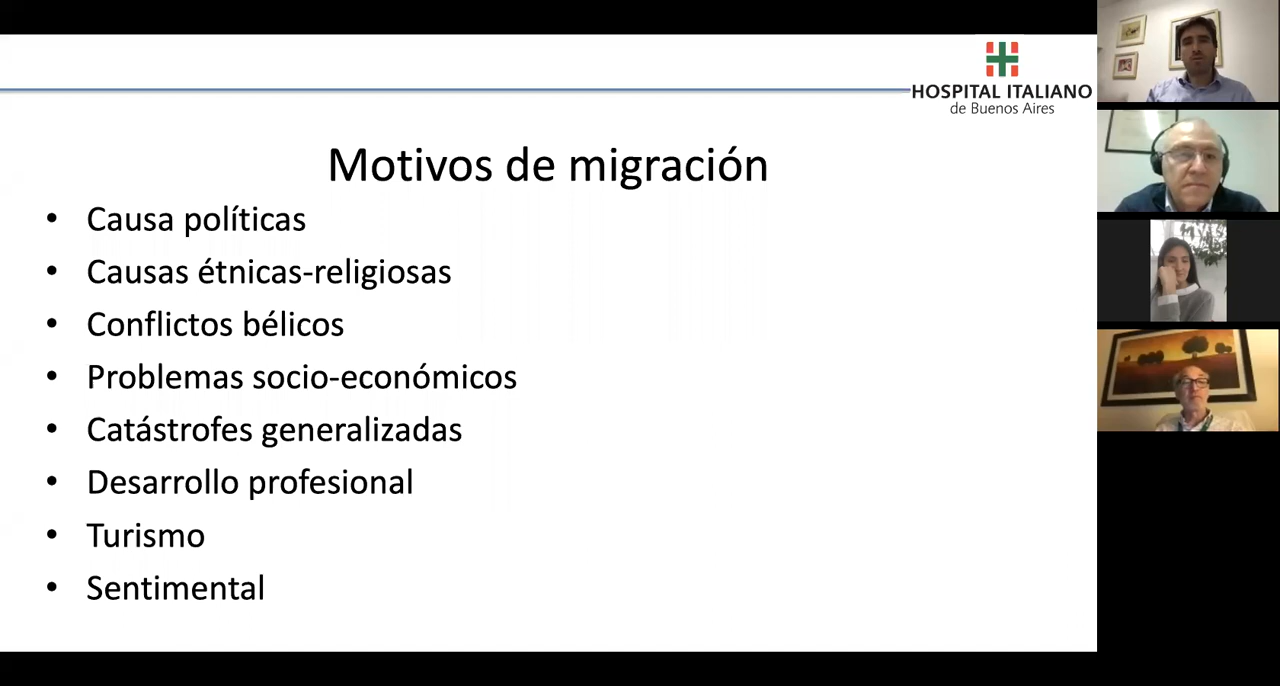 HOSPITAL ITALIANO
de Buenos Aires
Motivos de migración
• Causa políticas
• Causas étnicas-religiosas
• Conflictos bélicos
• Problemas socio-económicos
• Catástrofes generalizadas
• Desarrollo profesional
• Turismo
• Sentimental